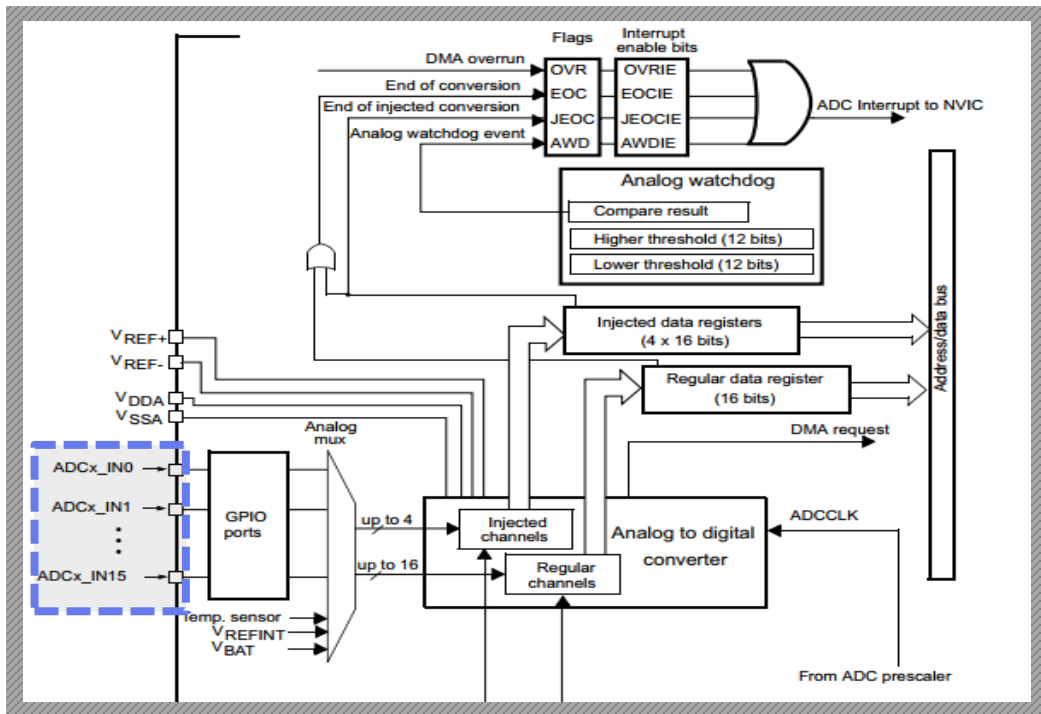 Flags
Interrupt
enable bits
DMA overrun
OVR
OVRIE
End of conversion
EOC
EOCIE
End of injected conversion
JEOC
JEOCIE
ADC Interrupt to NVIC
Analog watchdog event
AWD
AWDIE
Analog watchdog
Compare result
Higher threshold (12 bits)
Lower threshold (12 bits)
Address/data bus
Injected data registers
(4 x 16 bits)
VREF+
VREF-
Regular data register
(16 bits)
VDDA
VSSA
Analog
mux
DMA request
ADCx_IN0
ADCx_IN1
ADCx_IN15
GPIO
ports
up to 4
Injected
channels
up to 16
Regular
channels
Analog to digital
converter
ADCCLK
Temp. sensor
VREFINT
VBAT
From ADC prescaler